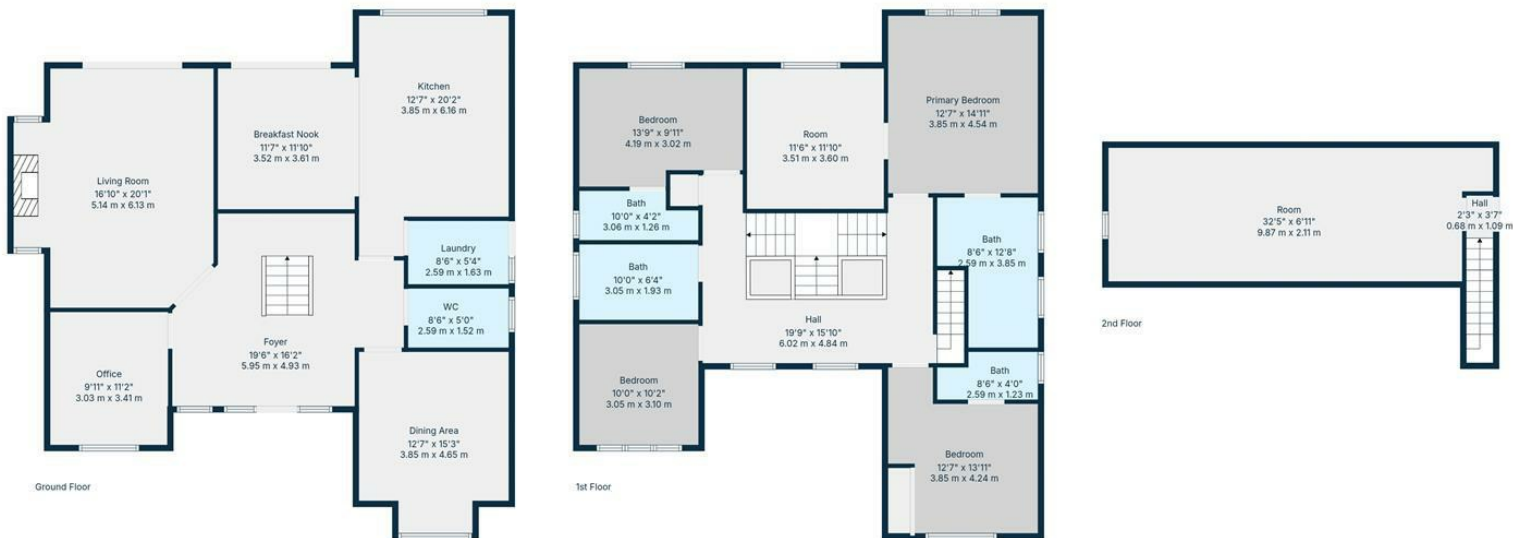 Kitchen
12'7" x 20'2"
3.85 m x 6.16 m
Breakfast Nook
11'7" x 11'10"
3.52 m x 3.61 m
Living Room
16'10" x 20'1"
5.14 m x 6.13 m
Laundry
8'6" x 5'4"
2.59 m x 1.63 m
WC
8'6" x 5'0"
2.59 m x 1.52 m
Foyer
19'6" x 16'2"
5.95 m x 4.93 m
Office
9'11" x 11'2"
3.03 m x 3.41 m
Dining Area
12'7" x 15'3"
3.85 m x 4.65 m
Ground Floor
Primary Bedroom
12'7" x 14'11"
3.85 m x 4.54 m
Bedroom
13'9" x 9'11"
4.19 m x 3.02 m
Room
11'6" x 11'10"
3.51 m x 3.60 m
Bath
10'0" x 4'2"
3.06 m x 1.26 m
Bath
8'6" x 12'8"
2.59 m x 3.85 m
Bath
10'0" x 6'4"
3.05 m x 1.93 m
Hall
19'9" x 15'10"
6.02 m x 4.84 m
Bedroom
10'0" x 10'2"
3.05 m x 3.10 m
Bath
8'6" x 4'0"
2.59 m x 1.23 m
Bedroom
12'7" x 13'11"
3.85 m x 4.24 m
1st Floor
Room
32'5" x 6'11"
9.87 m x 2.11 m
Hall
2'3" x 3'7"
0.68 m x 1.09 m
2nd Floor